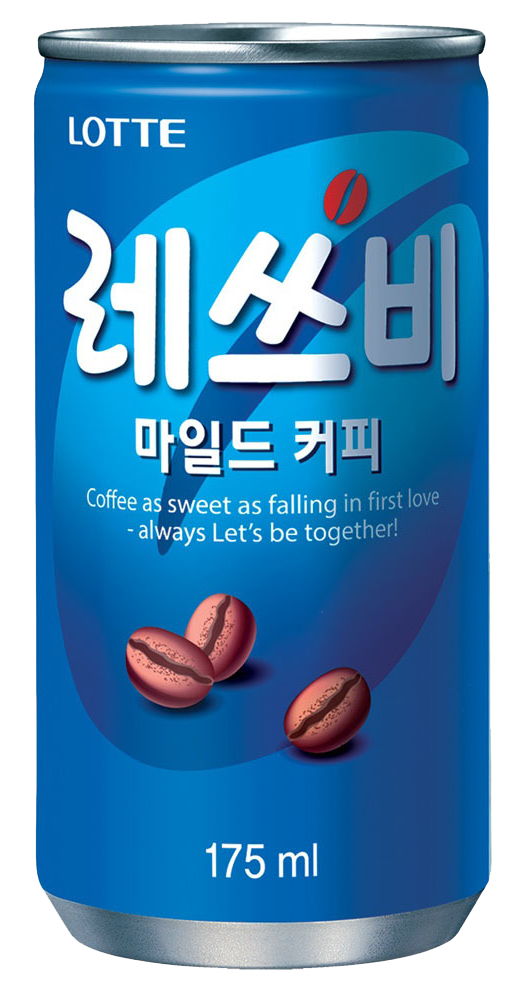 LOTTE
레쓰비
마일드 커피
Coffee as sweet as falling in first love
- always Let's be together!
175 ml